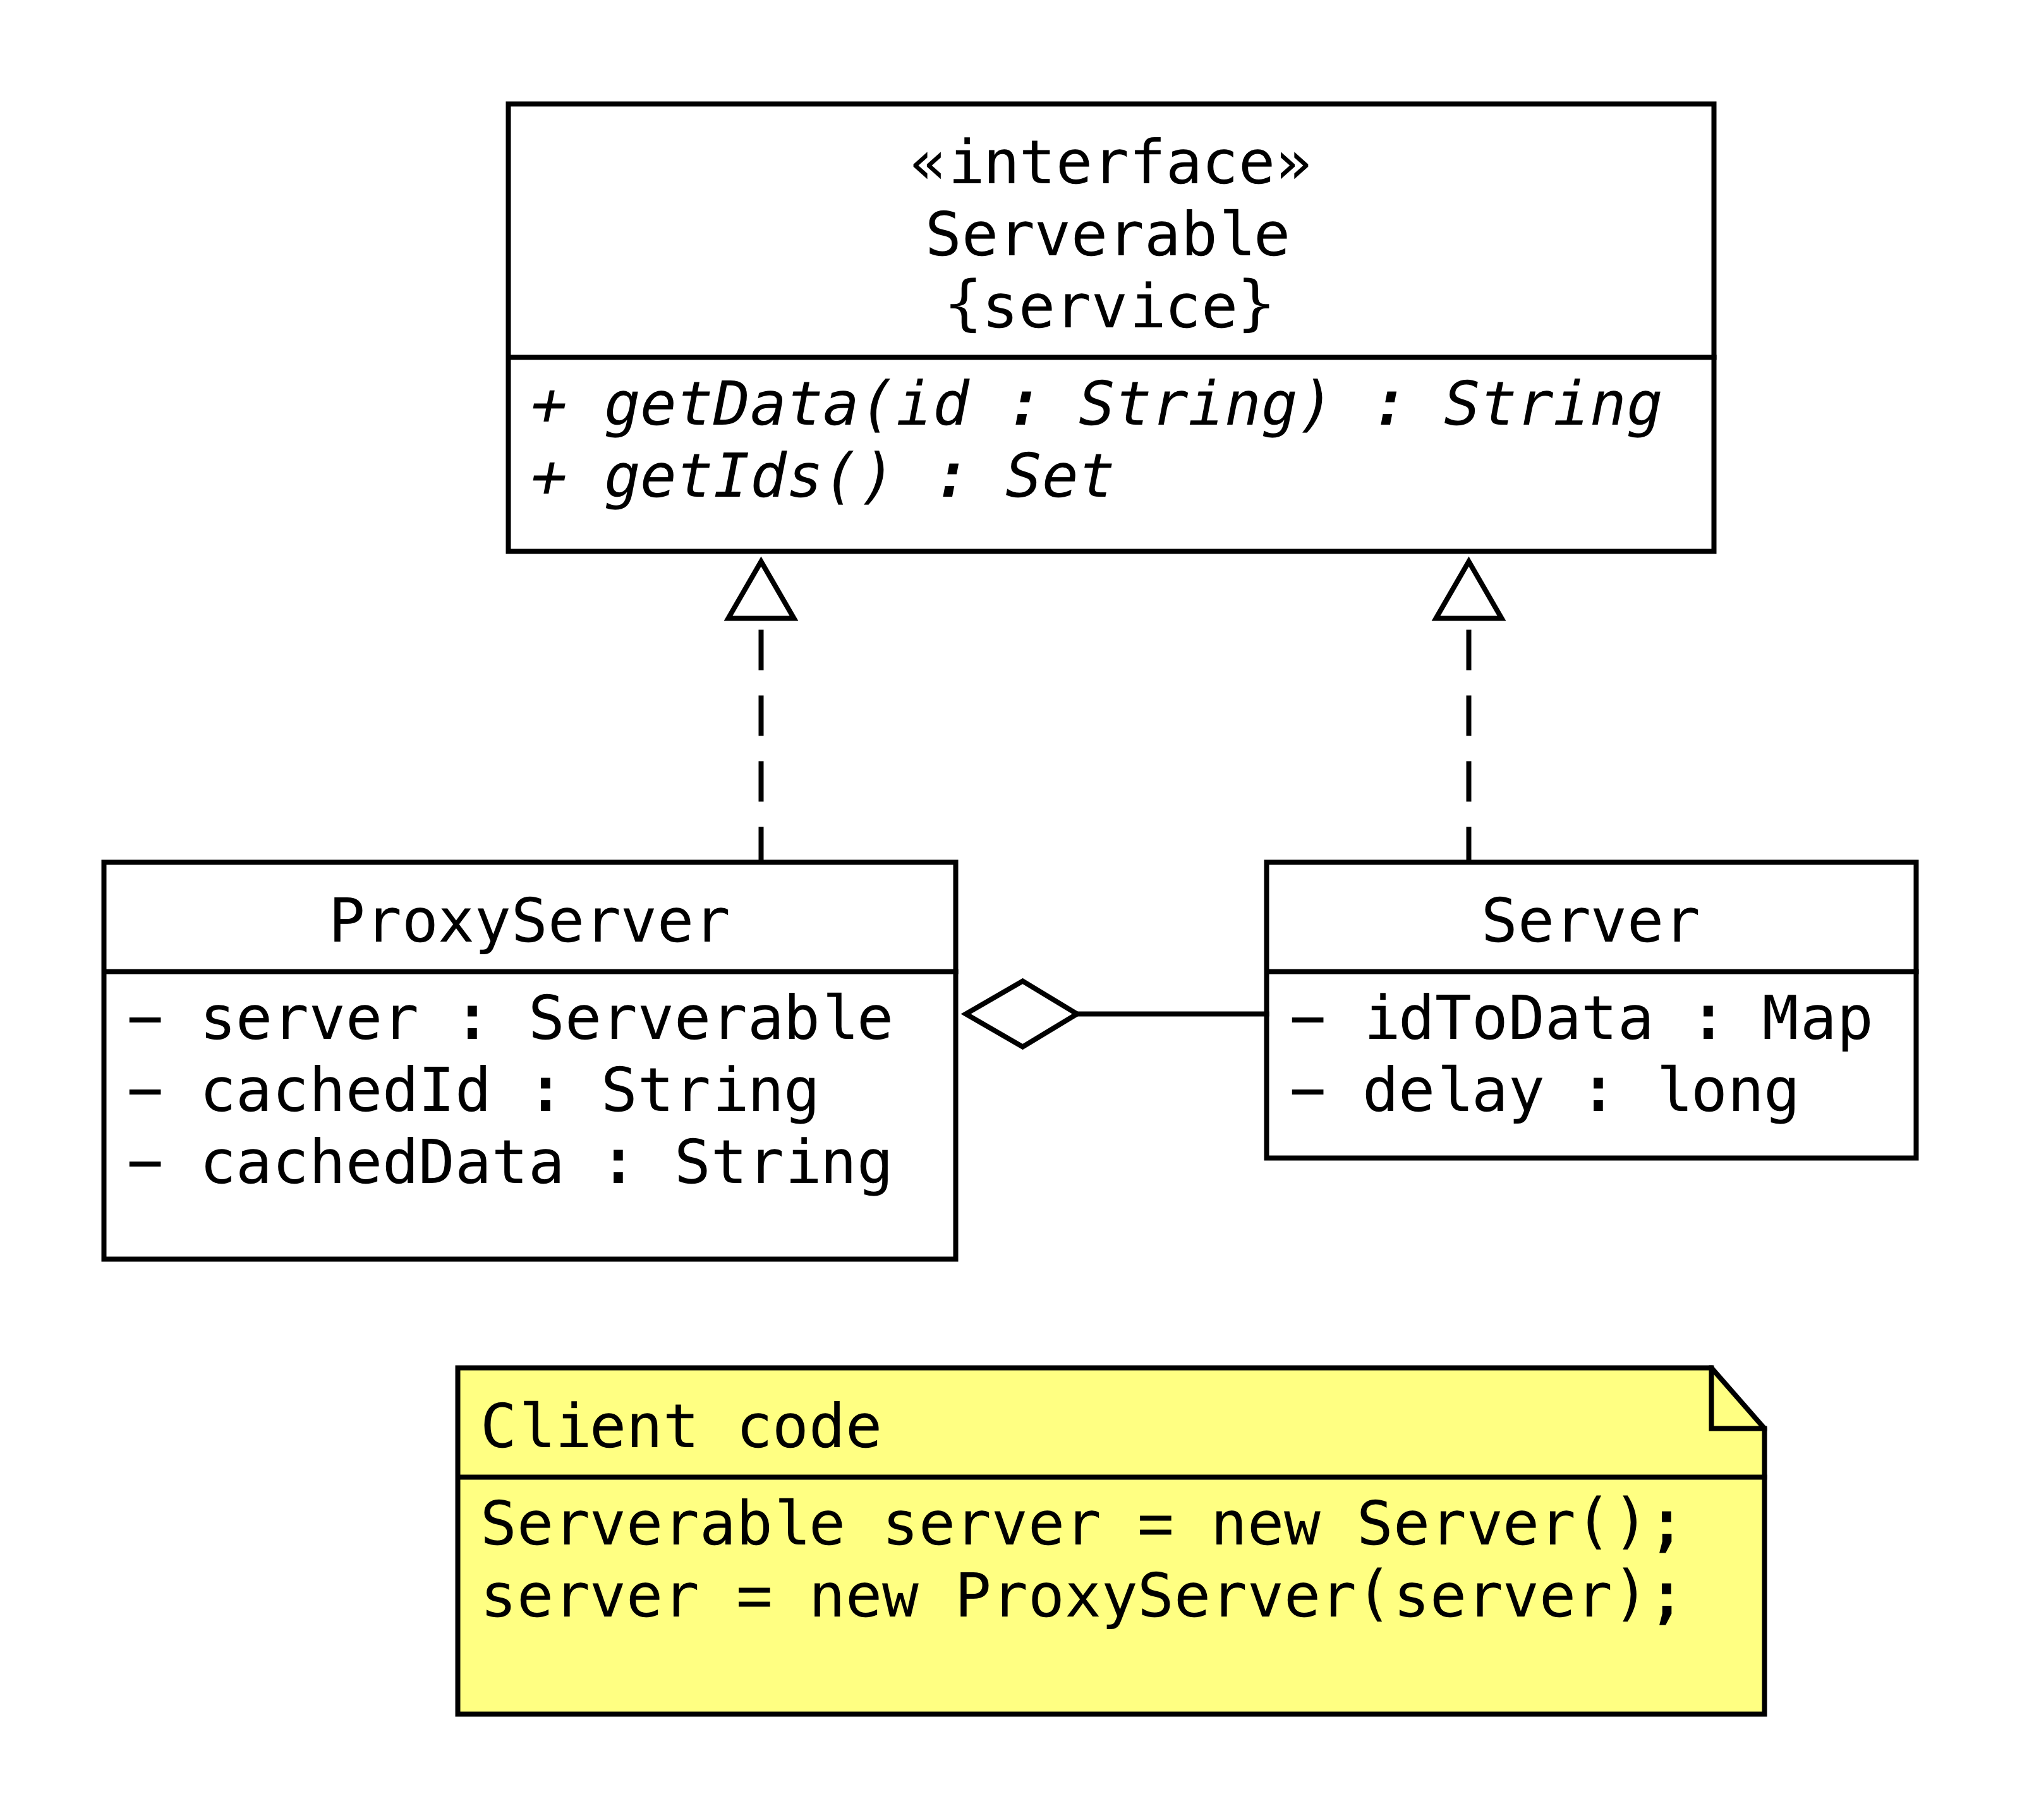 «interface»
Serverable
{service}
+ getData(id : String) : String
+ getIds() : Set
ProxyServer
− server : Serverable
− cachedId : String
− cachedData : String
Server
− idToData : Map
− delay : long
Client code
Serverable server = new Server();
server = new ProxyServer(server);